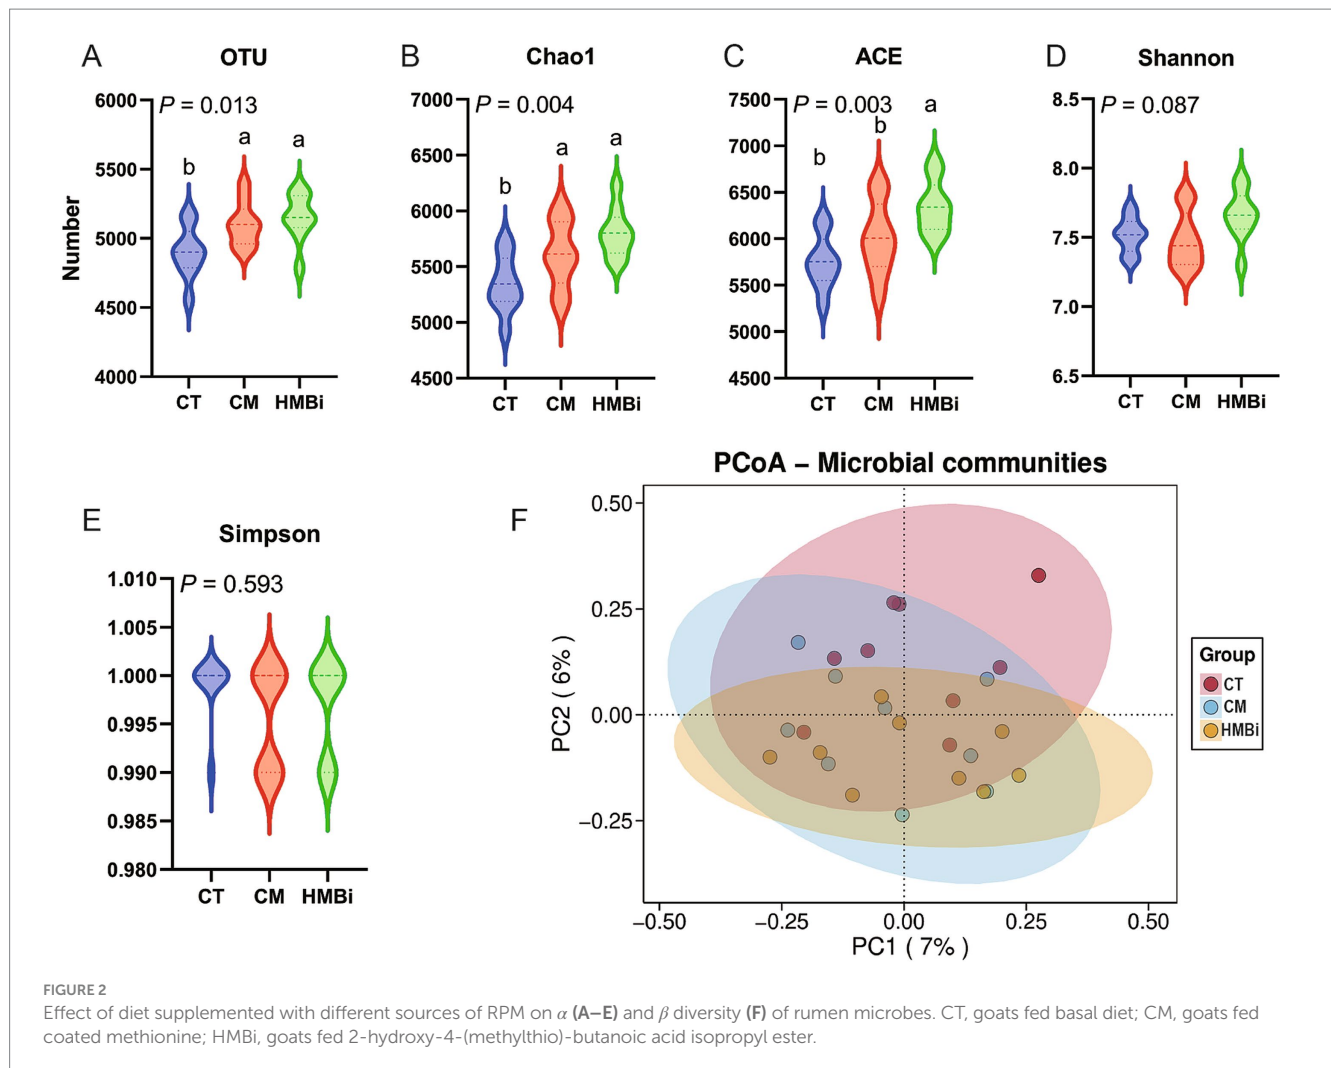 A OTU
Number
6000
5500
5000
4500
4000
P = 0.013
b a a
CT CM HMBi
B Chao1
7000
6500
6000
5500
5000
4500
P = 0.004
b a a
CT CM HMBi
C ACE
7500
7000
6500
6000
5500
5000
4500
P = 0.003
b b a
CT CM HMBi
D Shannon
8.5
8.0
7.5
7.0
6.5
P = 0.087
CT CM HMBi
E Simpson
1.010
1.005
1.000
0.995
0.990
0.985
0.980
P = 0.593
CT CM HMBi
F PCoA – Microbial communities
PC2 ( 6% )
0.50
0.25
0.00
−0.25
−0.50 −0.25 0.00 0.25 0.50
PC1 ( 7% )
Group
CT
CM
HMBi
FIGURE 2
Effect of diet supplemented with different sources of RPM on α (A–E) and β diversity (F) of rumen microbes. CT, goats fed basal diet; CM, goats fed
coated methionine; HMBi, goats fed 2-hydroxy-4-(methylthio)-butanoic acid isopropyl ester.